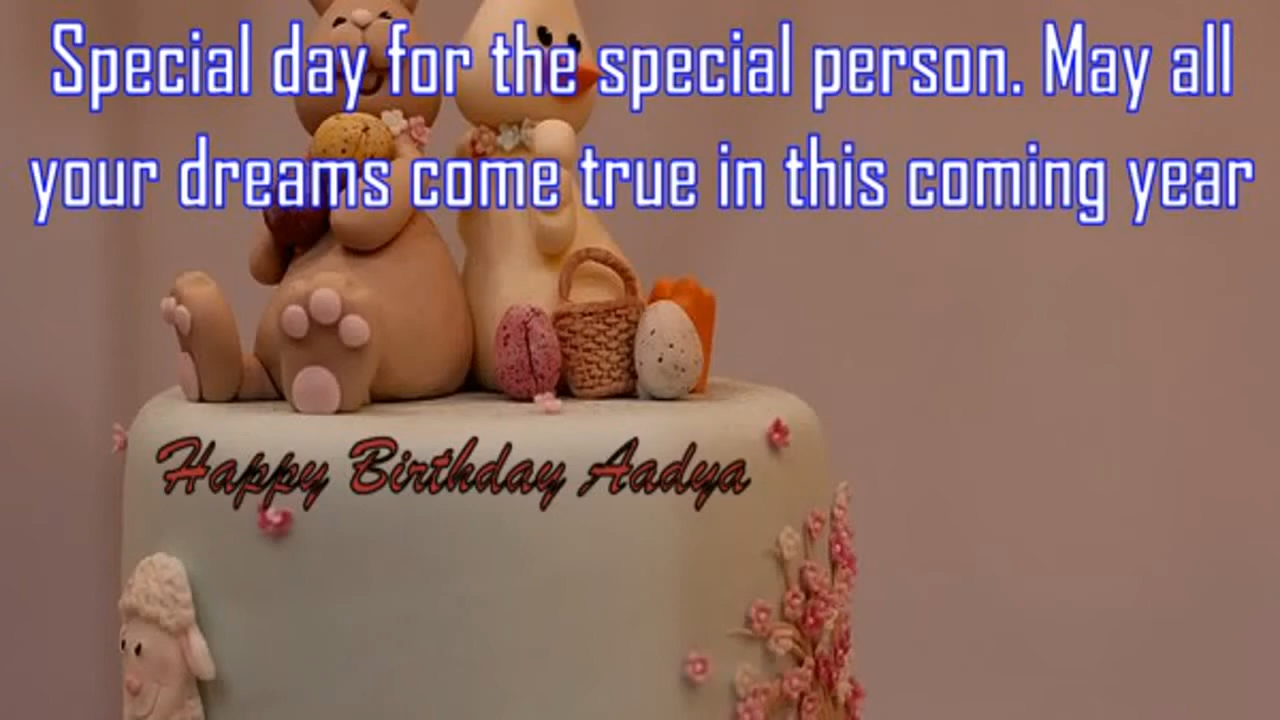 Special day for the special person. May all
your dreams come true in this coming year
Happy Birthday Aadya